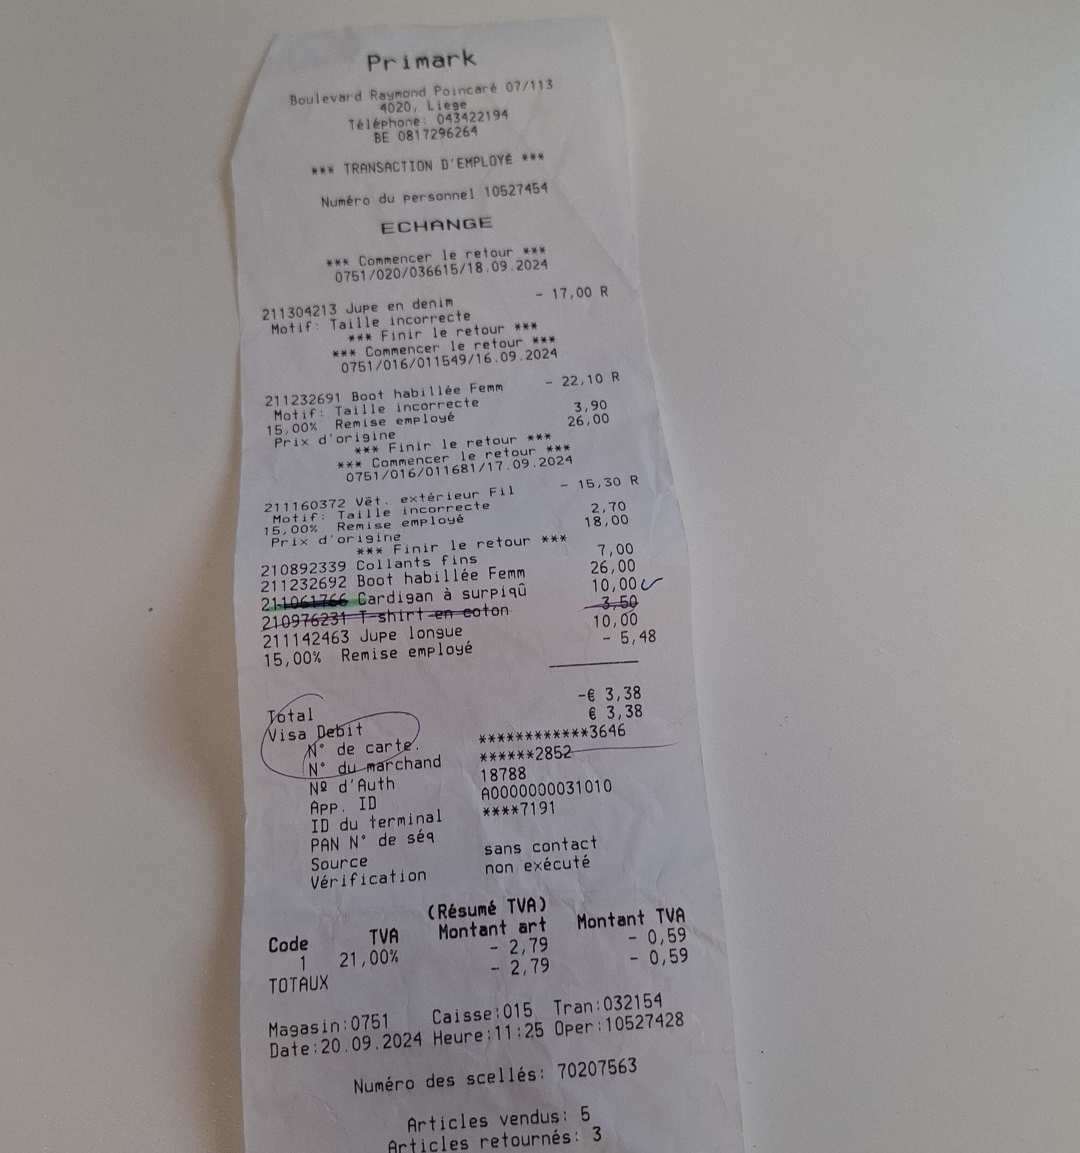 Primark
Boulevard Raymond Poincaré 07/113
4020, Liege
Téléphone: 043422194
BE 0817296264
*** TRANSACTION D'EMPLOYÉ ***
Numéro du personnel 10527454
ECHANGE
*** Commencer le retour ***
0751/020/036615/18.09.2024
211304213 Jupe en denim - 17,00 R
Motif: Taille incorrecte
*** Finir le retour ***
*** Commencer le retour ***
0751/016/011549/16.09.2024
211232691 Boot habillée Femm - 22,10 R
Motif: Taille incorrecte
15,00% Remise employé 3,90
Prix d'origine 26,00
*** Finir le retour ***
*** Commencer le retour ***
0751/016/011681/17.09.2024
211160372 Vêt. extérieur Fil - 15,30 R
Motif: Taille incorrecte
15,00% Remise employé 2,70
Prix d'origine 18,00
*** Finir le retour ***
210892339 Collants fins 7,00
211232692 Boot habillée Femm 26,00
211061766 Cardigan à surpiqû 10,00
210976231 T-shirt en coton 3,50
211142463 Jupe longue 10,00
15,00% Remise employé - 5,48
Total -€ 3,38
Visa Debit € 3,38
N° de carte. ************3646
N° du marchand ******2852
Nº d'Auth 18788
App. ID A0000000031010
ID du terminal ****7191
PAN N° de séq
Source sans contact
Vérification non exécuté
(Résumé TVA)
Code TVA Montant art Montant TVA
1 21,00% - 2,79 - 0,59
TOTAUX - 2,79 - 0,59
Magasin:0751 Caisse:015 Tran:032154
Date:20.09.2024 Heure:11:25 Oper:10527428
Numéro des scellés: 70207563
Articles vendus: 5
Articles retournés: 3